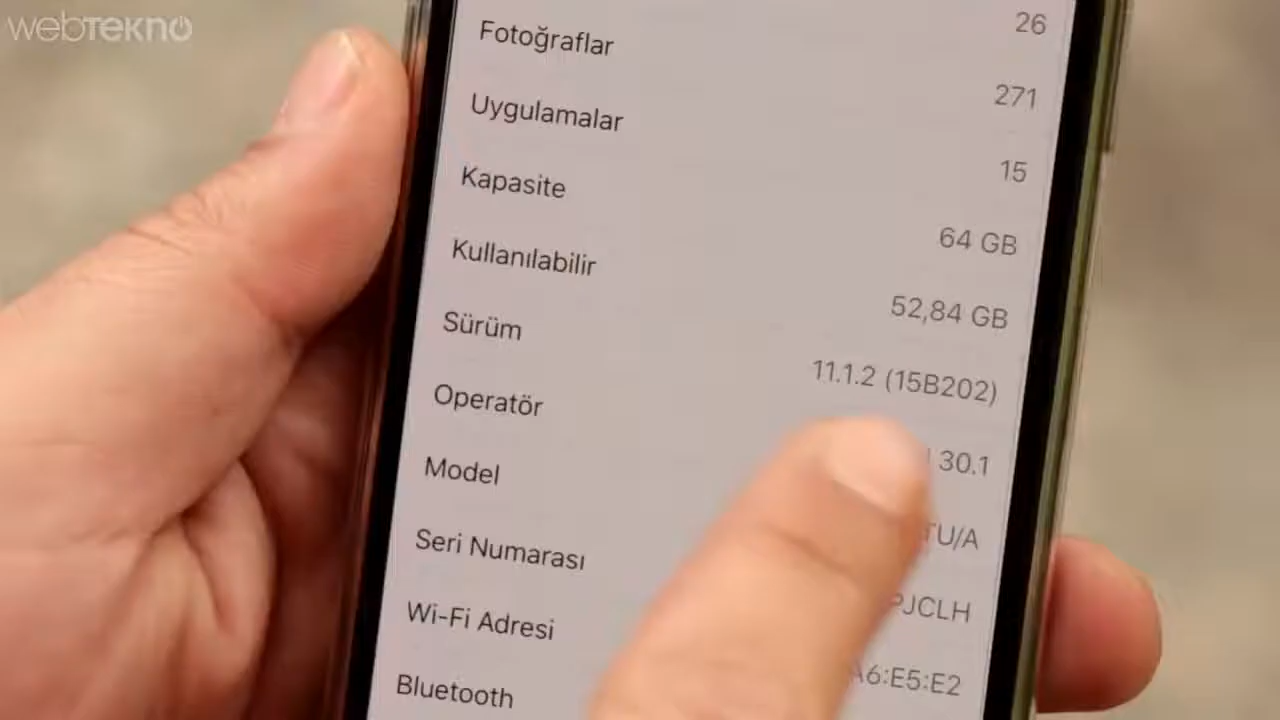 webtekno
26
Fotoğraflar 271
Uygulamalar 15
Kapasite 64 GB
Kullanılabilir 52,84 GB
Sürüm 11.1.2 (15B202)
Operatör 30.1
Model TU/A
Seri Numarası PJCLH
Wi-Fi Adresi A6:E5:E2
Bluetooth